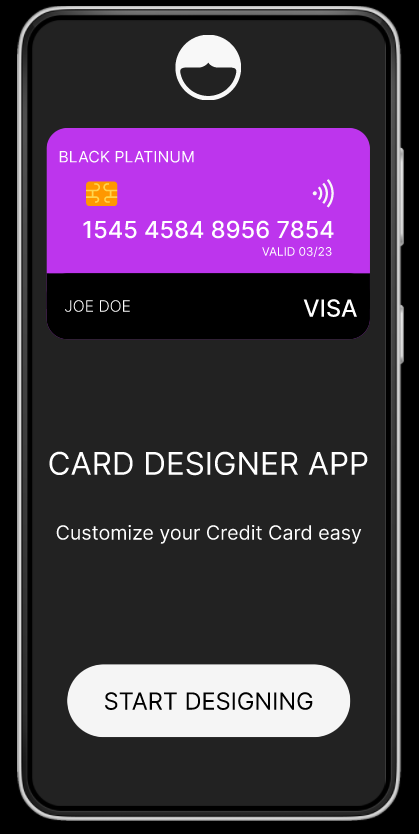 BLACK PLATINUM
1545 4584 8956 7854
VALID 03/23
JOE DOE VISA
CARD DESIGNER APP
Customize your Credit Card easy
START DESIGNING